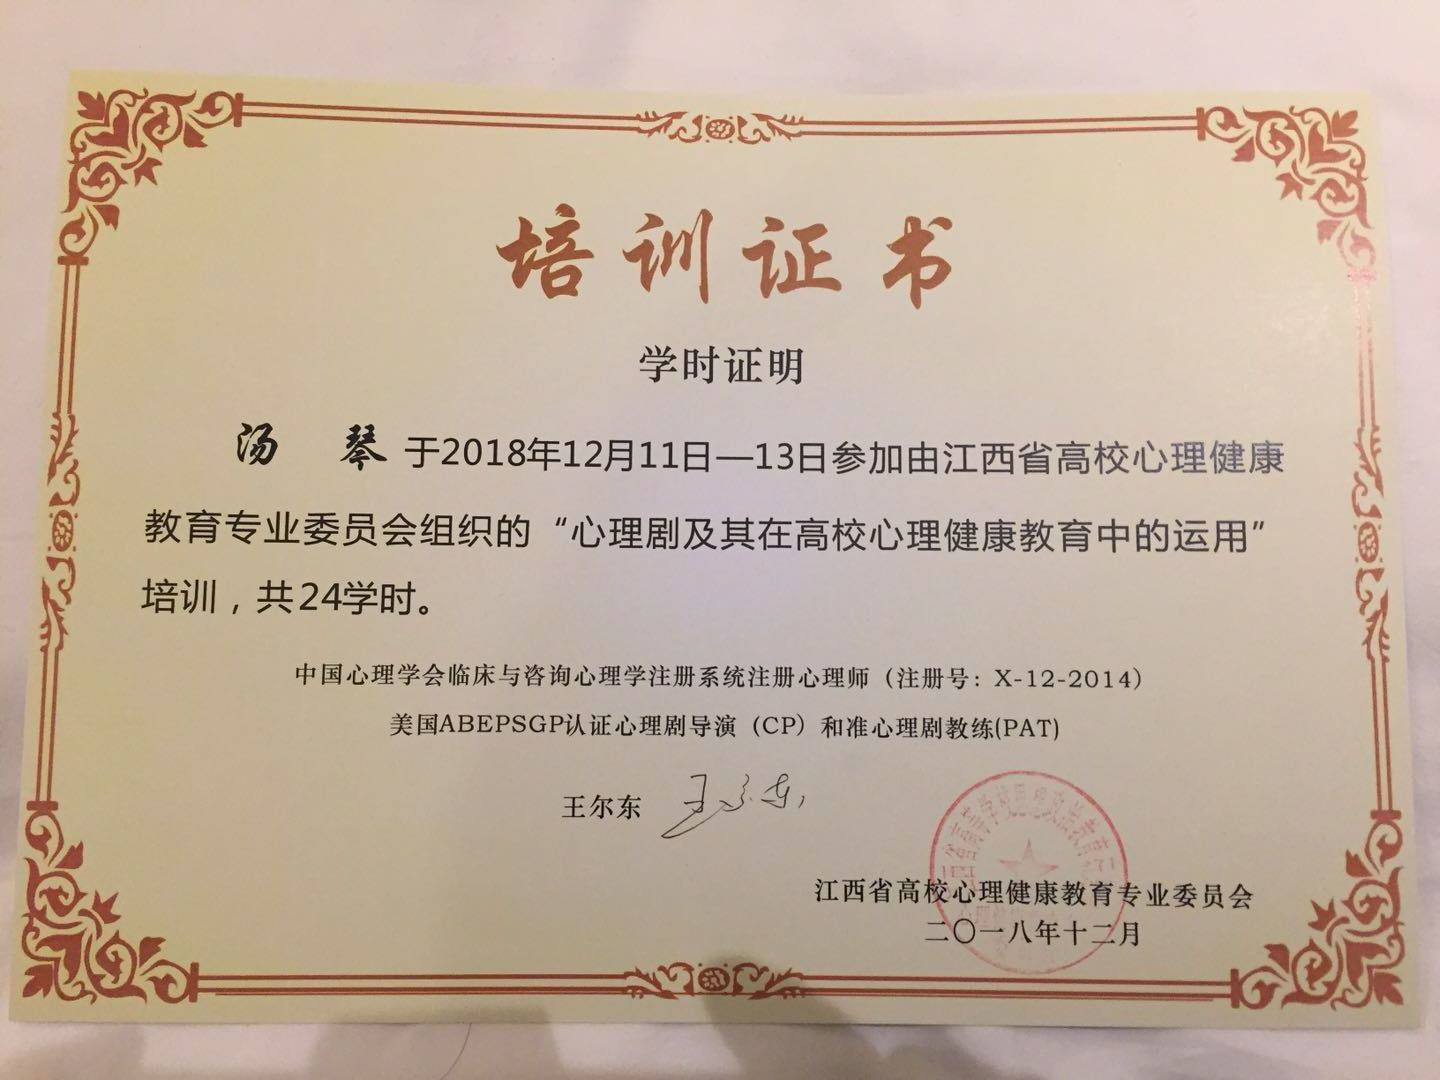 培训证书
学时证明
汤 琴 于2018年12月11日—13日参加由江西省高校心理健康
教育专业委员会组织的“心理剧及其在高校心理健康教育中的运用”
培训，共24学时。
中国心理学会临床与咨询心理学注册系统注册心理师（注册号：X-12-2014）
美国ABEPSGP认证心理剧导演（CP）和准心理剧教练(PAT)
王尔东 王尔东
江西省高校心理健康教育专业委员会
二〇一八年十二月